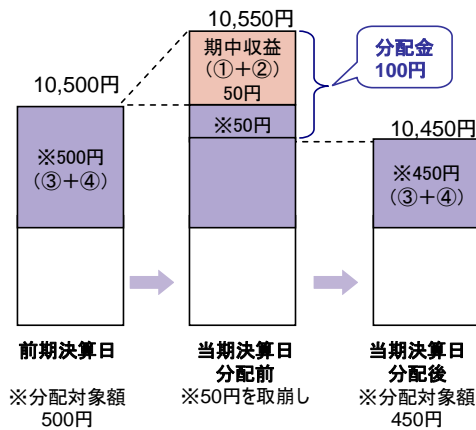 10,550円
期中収益
(①+②)
50円
分配金
100円
10,500円
※50円
10,450円
※500円
(③+④)
※450円
(③+④)
前期決算日
当期決算日
分配前
当期決算日
分配後
※分配対象額
500円
※50円を取崩し
※分配対象額
450円